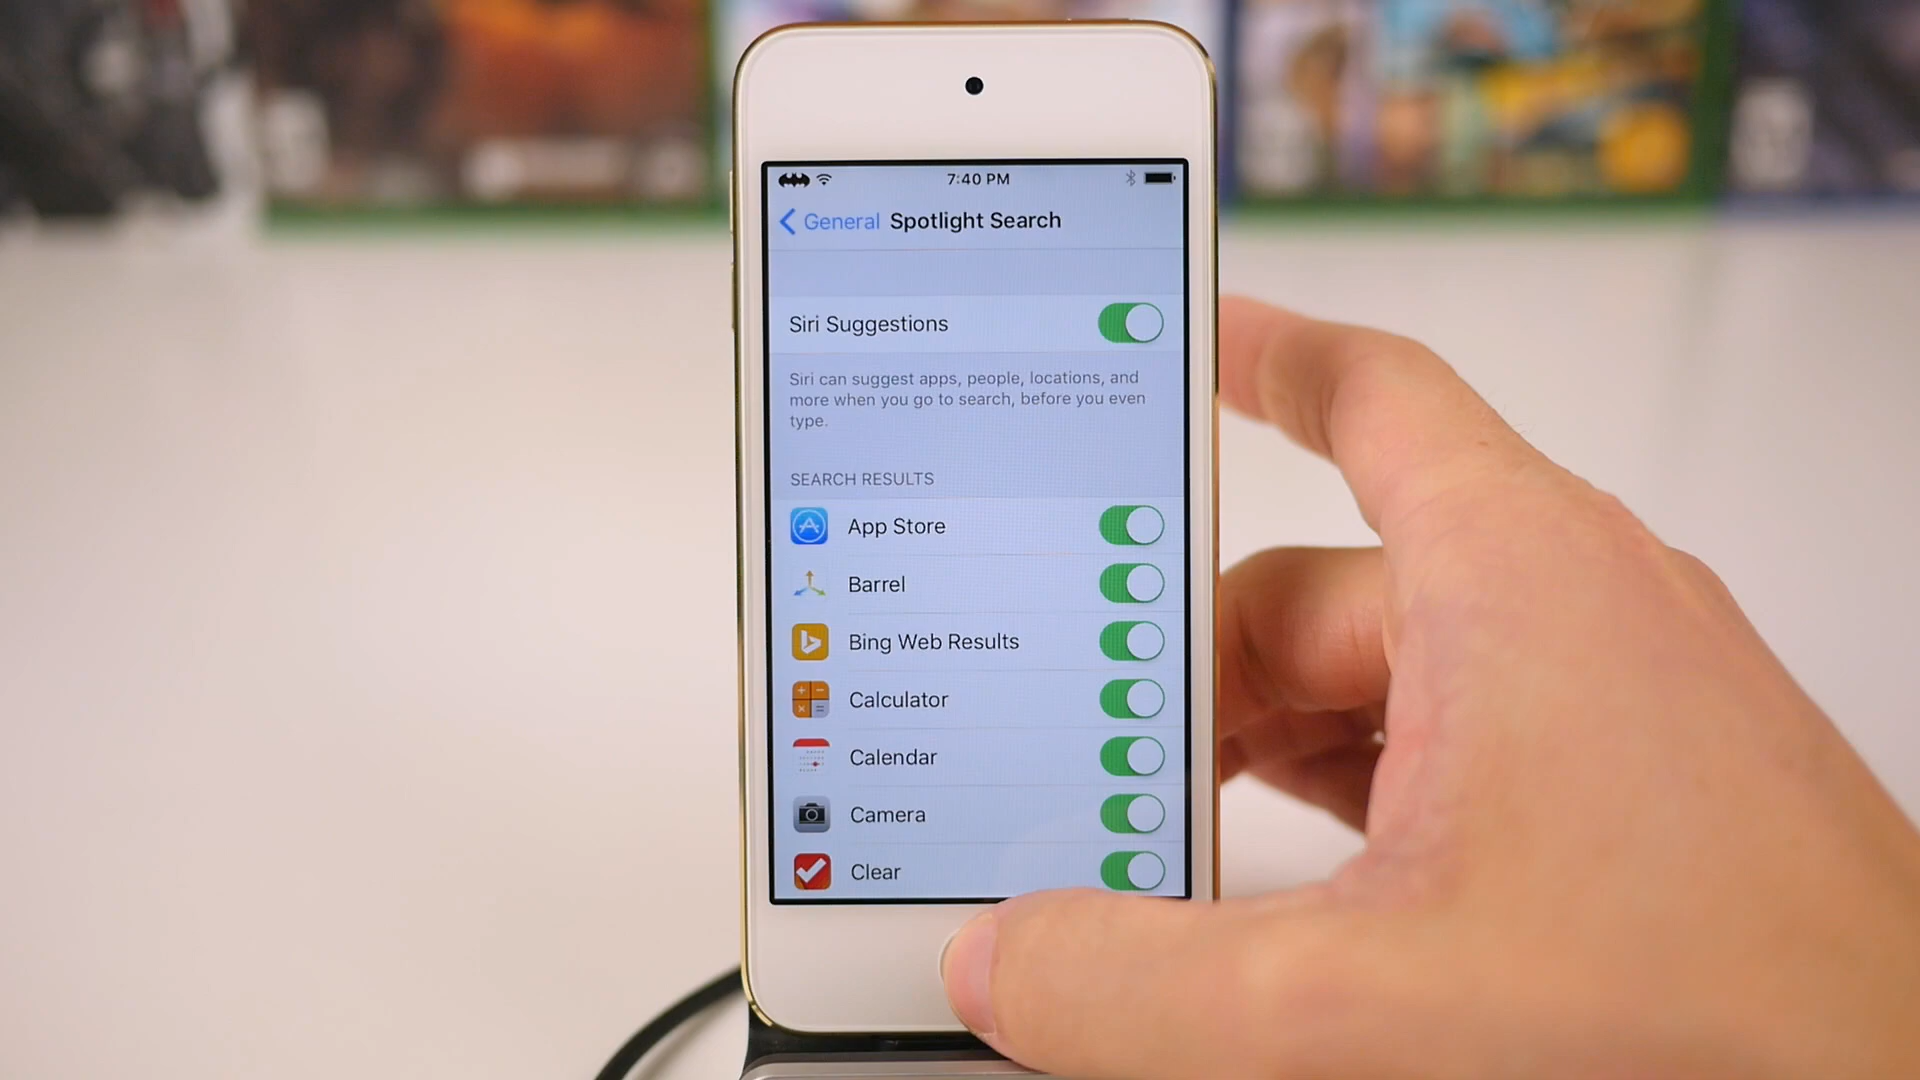 7:40 PM
General Spotlight Search
Siri Suggestions
Siri can suggest apps, people, locations, and
more when you go to search, before you even
type.
SEARCH RESULTS
App Store
Barrel
Bing Web Results
Calculator
Calendar
Camera
Clear